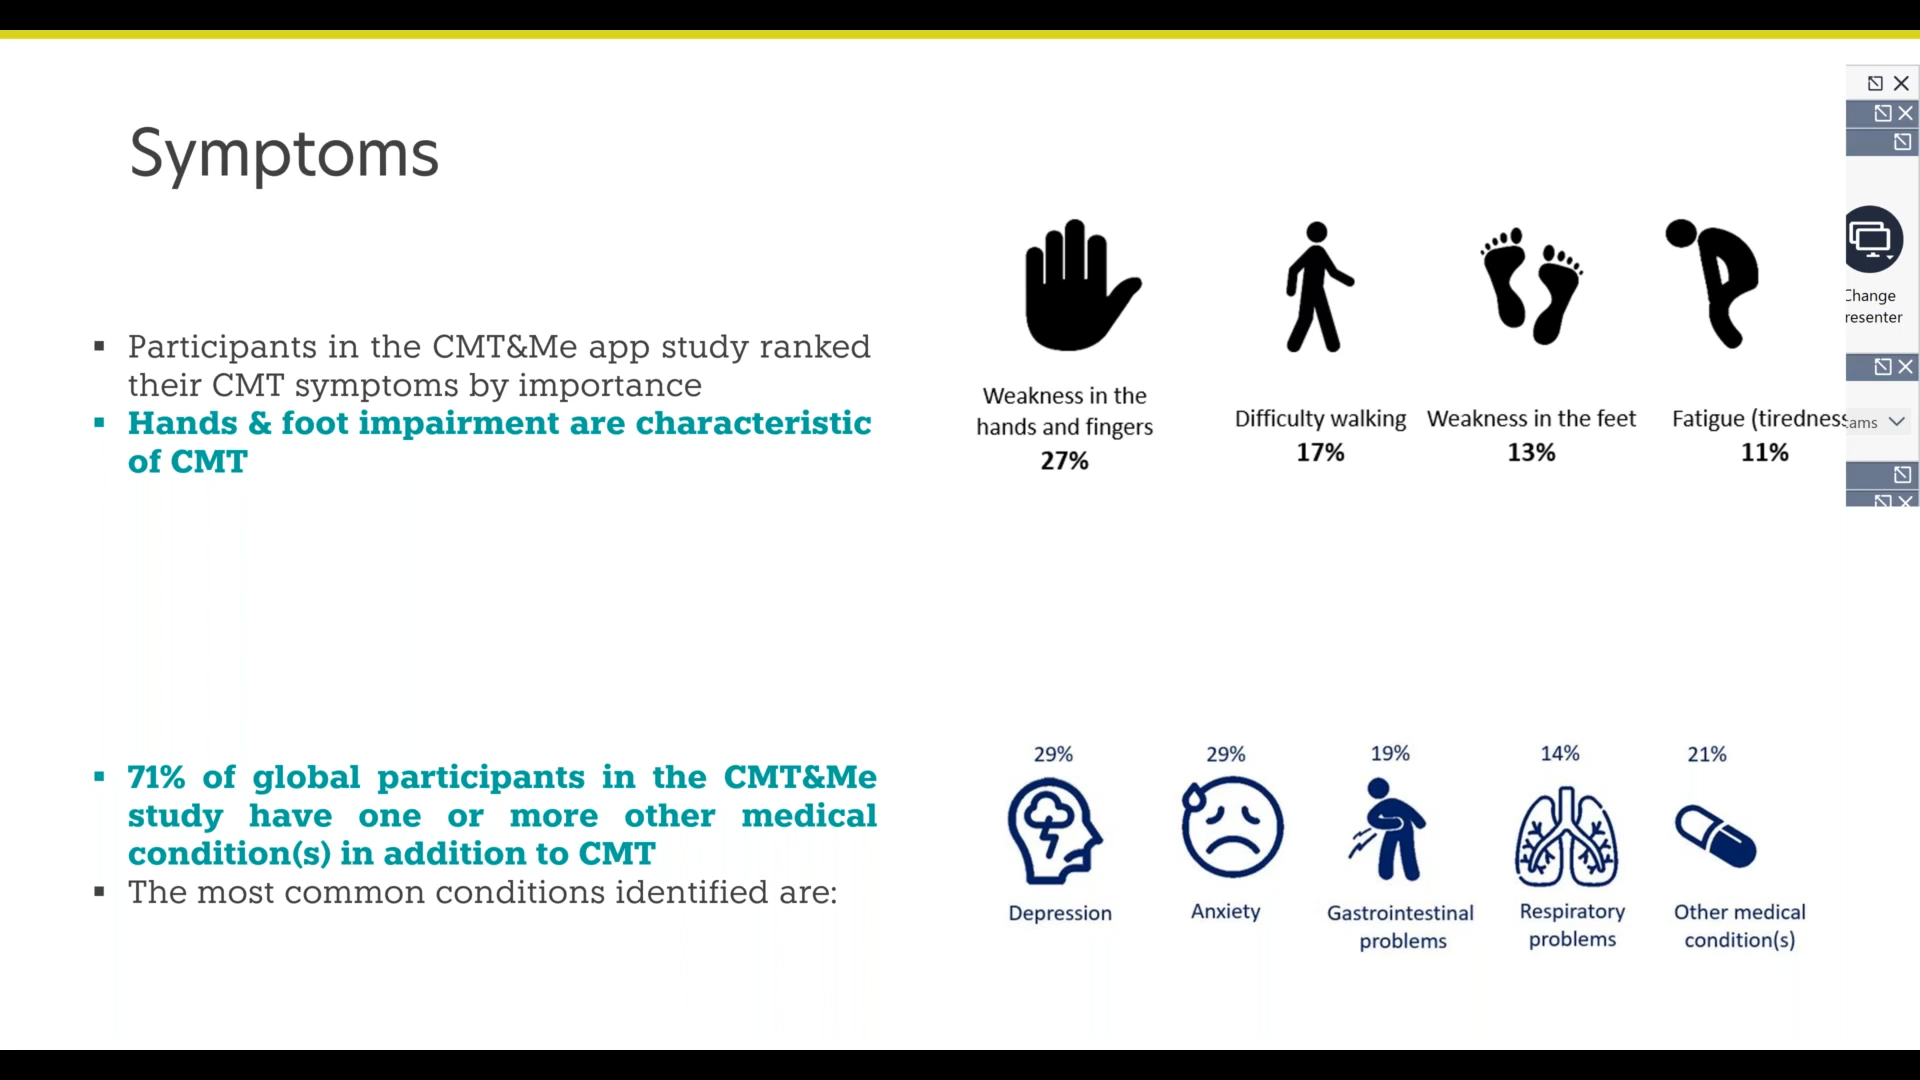 Symptoms
▪ Participants in the CMT&Me app study ranked
their CMT symptoms by importance
▪ Hands & foot impairment are characteristic
of CMT
Weakness in the
hands and fingers
27%
Difficulty walking
17%
Weakness in the feet
13%
Fatigue (tiredness
11%
Change
resenter
ams
▪ 71% of global participants in the CMT&Me
study have one or more other medical
condition(s) in addition to CMT
▪ The most common conditions identified are:
29%
Depression
29%
Anxiety
19%
Gastrointestinal
problems
14%
Respiratory
problems
21%
Other medical
condition(s)